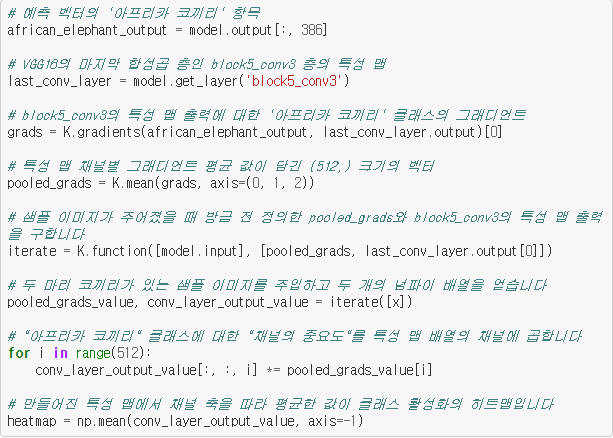 # 예측 벡터의 '아프리카 코끼리' 항목
african_elephant_output = model.output[:, 386]
# VGG16의 마지막 합성곱 층인 block5_conv3 층의 특성 맵
last_conv_layer = model.get_layer('block5_conv3')
# block5_conv3의 특성 맵 출력에 대한 '아프리카 코끼리' 클래스의 그래디언트
grads = K.gradients(african_elephant_output, last_conv_layer.output)[0]
# 특성 맵 채널별 그래디언트 평균 값이 담긴 (512,) 크기의 벡터
pooled_grads = K.mean(grads, axis=(0, 1, 2))
# 샘플 이미지가 주어졌을 때 방금 전 정의한 pooled_grads와 block5_conv3의 특성 맵 출력
을 구합니다
iterate = K.function([model.input], [pooled_grads, last_conv_layer.output[0]])
# 두 마리 코끼리가 있는 샘플 이미지를 주입하고 두 개의 넘파이 배열을 얻습니다
pooled_grads_value, conv_layer_output_value = iterate([x])
# "아프리카 코끼리" 클래스에 대한 "채널의 중요도"를 특성 맵 배열의 채널에 곱합니다
for i in range(512):
    conv_layer_output_value[:, :, i] *= pooled_grads_value[i]
# 만들어진 특성 맵에서 채널 축을 따라 평균한 값이 클래스 활성화의 히트맵입니다
heatmap = np.mean(conv_layer_output_value, axis=-1)